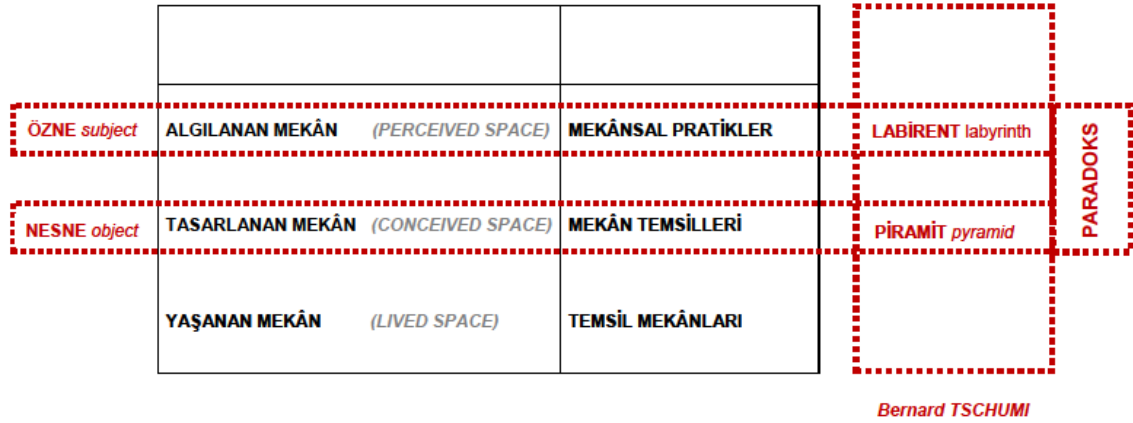 ÖZNE subject ALGILANAN MEKÂN (PERCEIVED SPACE) MEKÂNSAL PRATİKLER LABİRENT labyrinth
PARADOKS
NESNE object TASARLANAN MEKÂN (CONCEIVED SPACE) MEKÂN TEMSİLLERİ PİRAMİT pyramid
YAŞANAN MEKÂN (LIVED SPACE) TEMSİL MEKÂNLARI
Bernard TSCHUMI